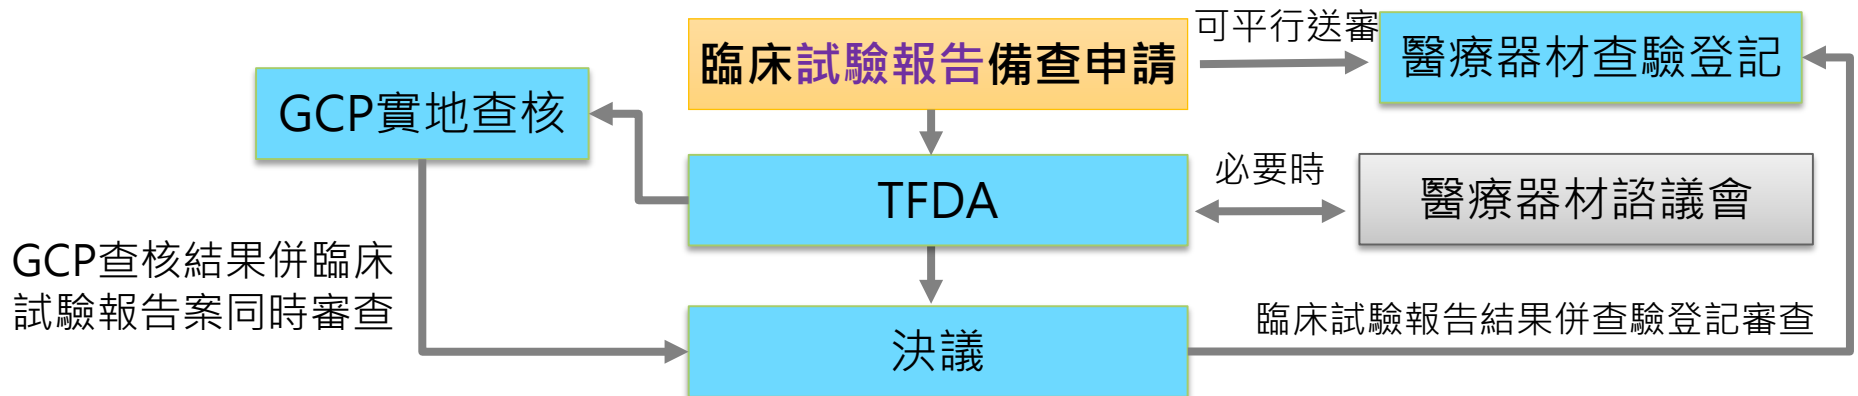 臨床試驗報告備查申請
可平行送審
醫療器材查驗登記
GCP實地查核
TFDA
必要時
醫療器材諮議會
GCP查核結果併臨床
試驗報告案同時審查
決議
臨床試驗報告結果併查驗登記審查